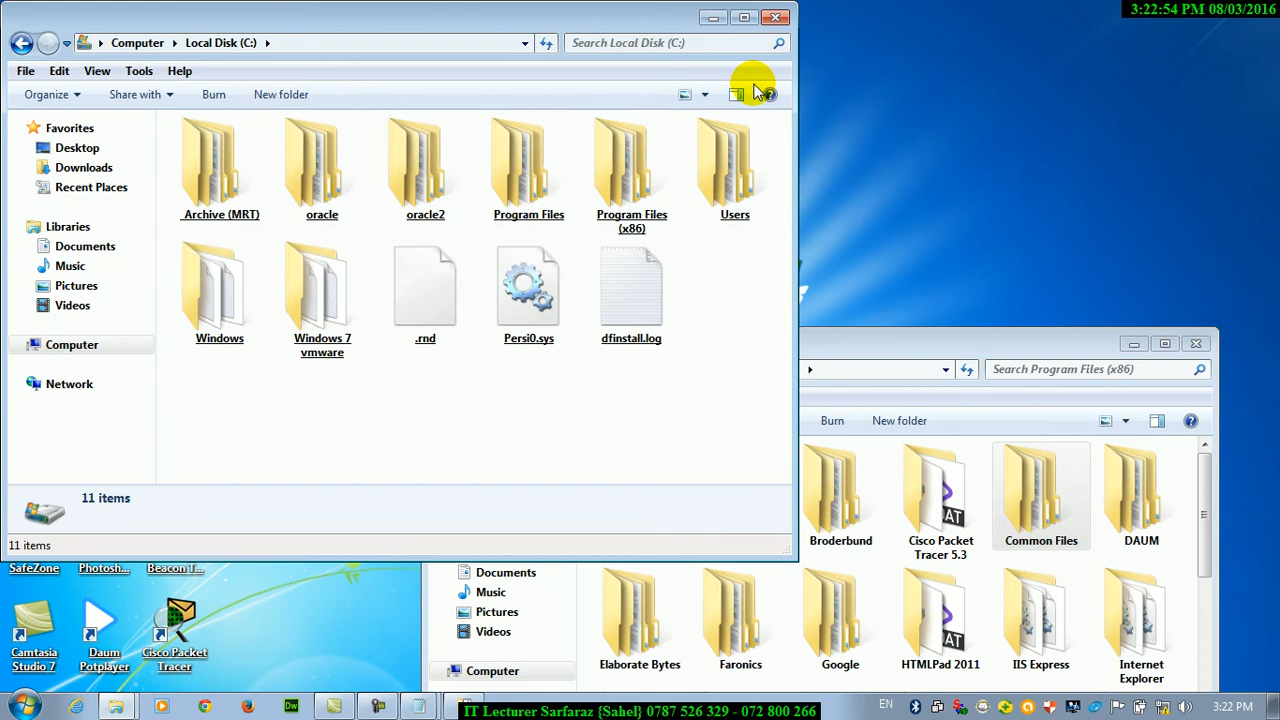 3:22:54 PM 08/03/2016
Computer Local Disk (C:)
Search Local Disk (C:)
File Edit View Tools Help
Organize Share with Burn New folder
Favorites
Desktop
Downloads
Recent Places
Libraries
Documents
Music
Pictures
Videos
Computer
Network
_Archive (MRT) oracle oracle2 Program Files Program Files (x86) Users
Windows Windows 7 vmware .rnd Persi0.sys dfinstall.log
11 items
11 items
Search Program Files (x86)
Burn New folder
Broderbund Cisco Packet Tracer 5.3 Common Files DAUM
Documents
Music
Pictures
Videos
Computer
Elaborate Bytes Faronics Google HTMLPad 2011 IIS Express Internet Explorer
SafeZone Photosh... Beacon T...
Camtasia Studio 7 Daum Potplayer Cisco Packet Tracer
IT Lecturer Sarfaraz {Sahel} 0787 526 329 - 072 800 266
EN
3:22 PM